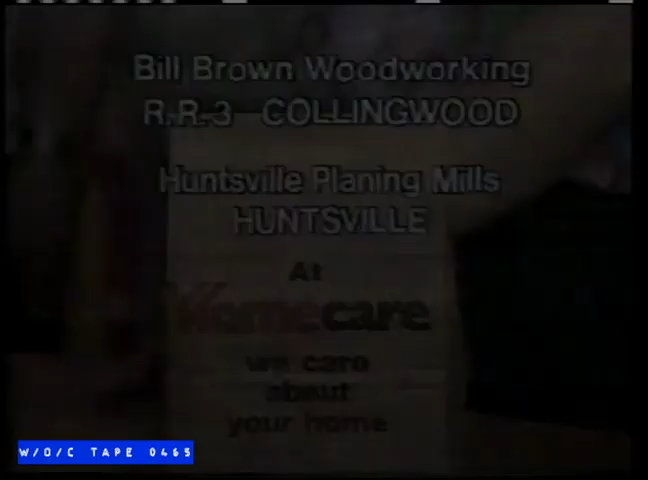 Bill Brown Woodworking
R.R.3 COLLINGWOOD
Huntsville Planing Mills
HUNTSVILLE
At
Homecare
we care
about
your home
W/O/C TAPE 0465